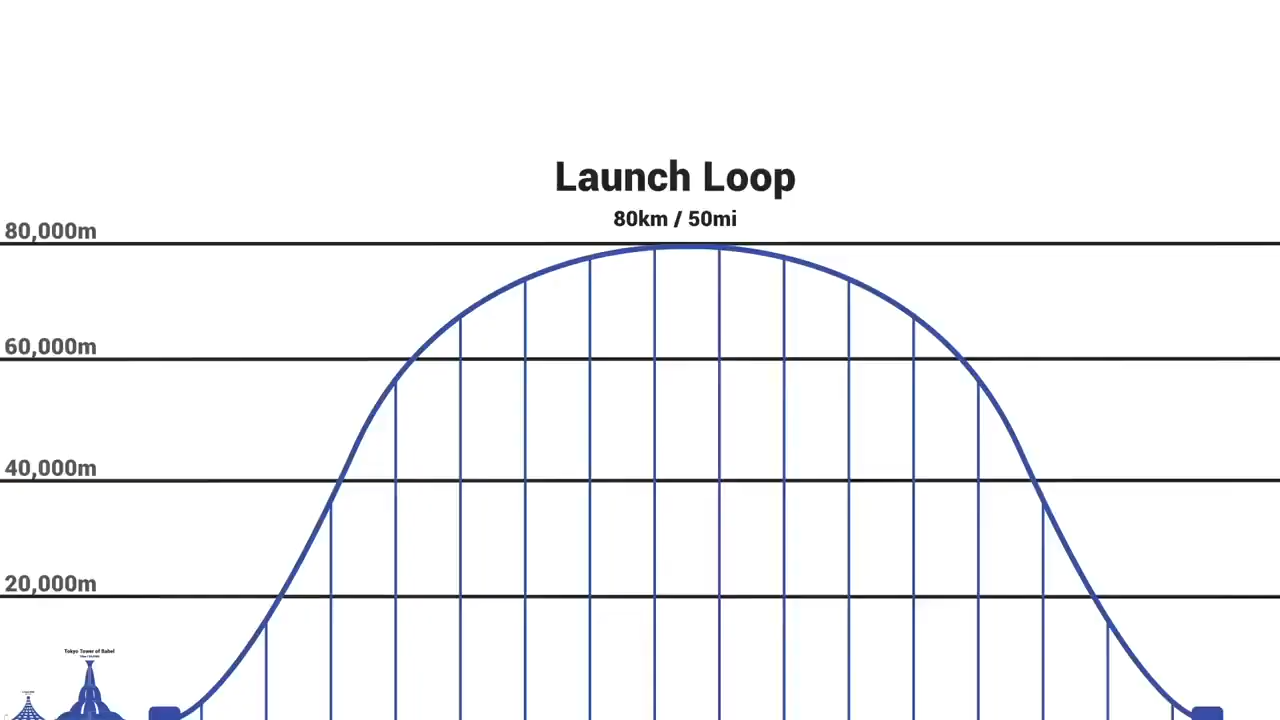 Launch Loop
80km / 50mi
80,000m
60,000m
40,000m
20,000m
Tokyo Tower of Babel